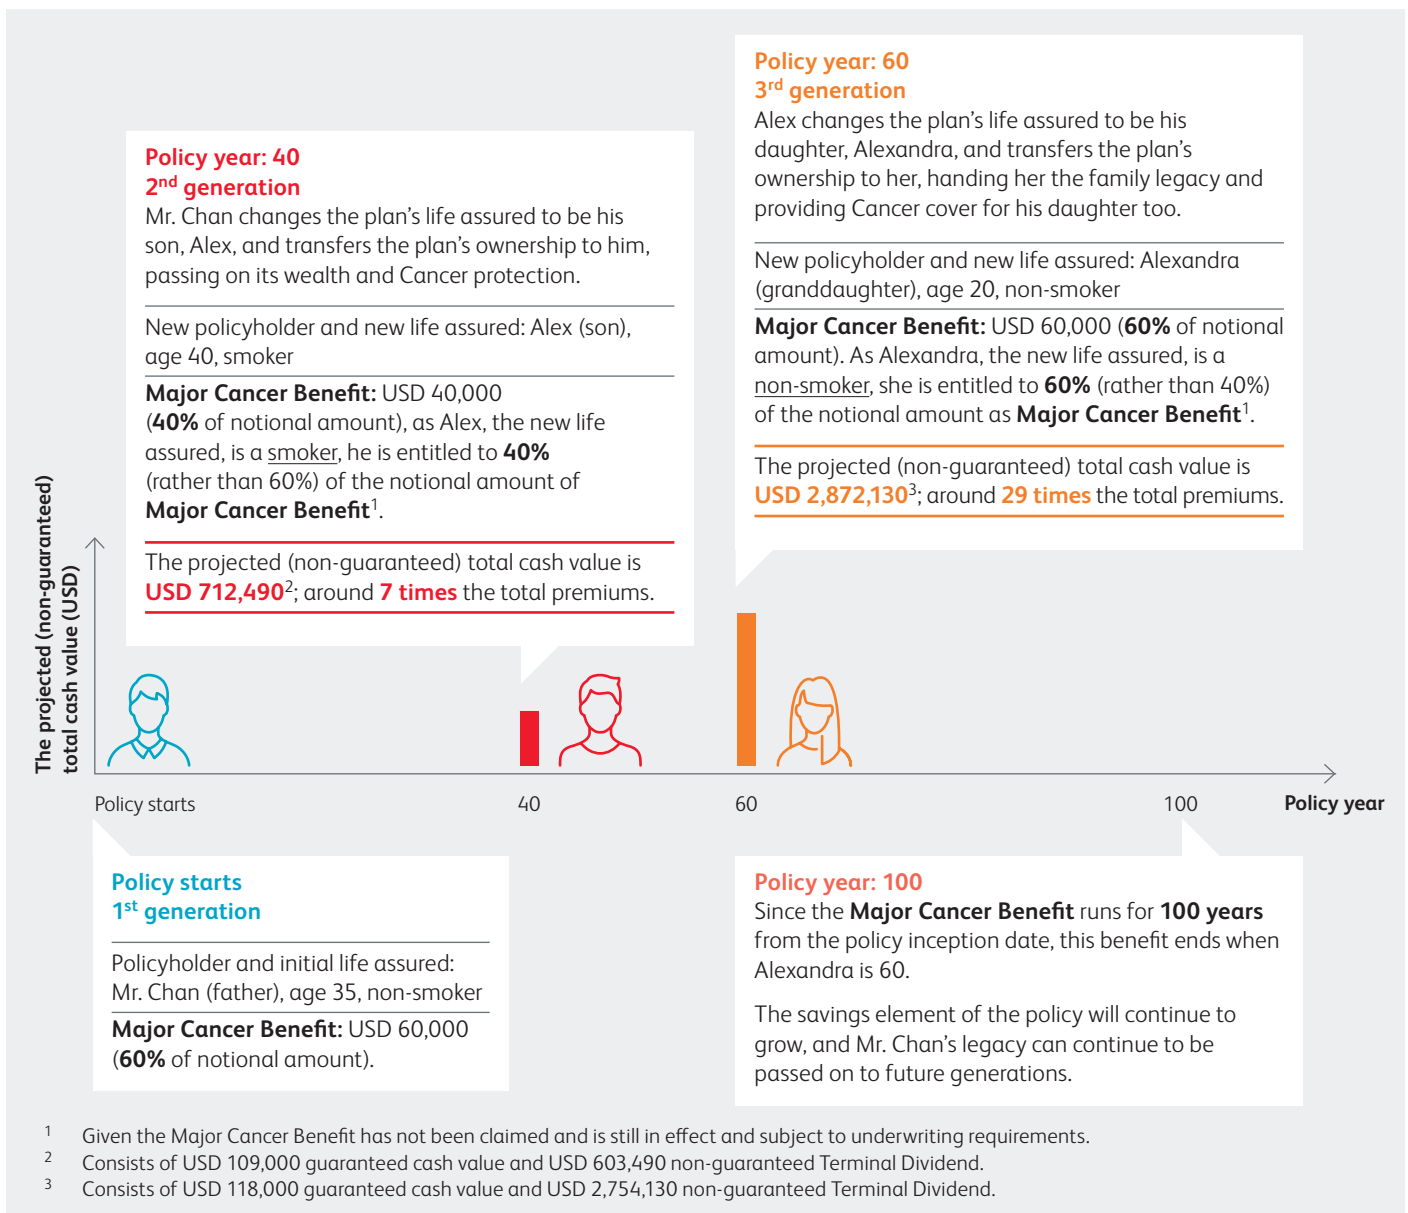 Policy year: 60
3rd generation
Alex changes the plan’s life assured to be his
daughter, Alexandra, and transfers the plan’s
ownership to her, handing her the family legacy and
providing Cancer cover for his daughter too.
New policyholder and new life assured: Alexandra
(granddaughter), age 20, non-smoker
Major Cancer Benefit: USD 60,000 (60% of notional
amount). As Alexandra, the new life assured, is a
non-smoker, she is entitled to 60% (rather than 40%)
of the notional amount as Major Cancer Benefit1.
The projected (non-guaranteed) total cash value is
USD 2,872,1303; around 29 times the total premiums.
Policy year: 40
2nd generation
Mr. Chan changes the plan’s life assured to be his
son, Alex, and transfers the plan’s ownership to him,
passing on its wealth and Cancer protection.
New policyholder and new life assured: Alex (son),
age 40, smoker
Major Cancer Benefit: USD 40,000
(40% of notional amount), as Alex, the new life
assured, is a smoker, he is entitled to 40%
(rather than 60%) of the notional amount of
Major Cancer Benefit1.
The projected (non-guaranteed) total cash value is
USD 712,4902; around 7 times the total premiums.
The projected (non-guaranteed)
total cash value (USD)
Policy starts
40
60
100
Policy year
Policy starts
1st generation
Policyholder and initial life assured:
Mr. Chan (father), age 35, non-smoker
Major Cancer Benefit: USD 60,000
(60% of notional amount).
Policy year: 100
Since the Major Cancer Benefit runs for 100 years
from the policy inception date, this benefit ends when
Alexandra is 60.
The savings element of the policy will continue to
grow, and Mr. Chan’s legacy can continue to be
passed on to future generations.
1 Given the Major Cancer Benefit has not been claimed and is still in effect and subject to underwriting requirements.
2 Consists of USD 109,000 guaranteed cash value and USD 603,490 non-guaranteed Terminal Dividend.
3 Consists of USD 118,000 guaranteed cash value and USD 2,754,130 non-guaranteed Terminal Dividend.